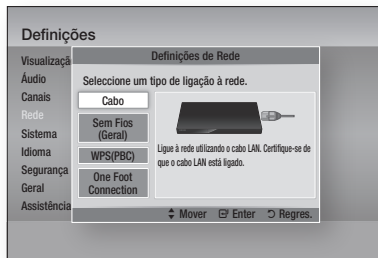 Definições
Visualizaçã
Áudio
Canais
Rede
Sistema
Idioma
Segurança
Geral
Assistência
Definições de Rede
Seleccione um tipo de ligação à rede.
Cabo
Sem Fios
(Geral)
WPS(PBC)
One Foot
Connection
Ligue à rede utilizando o cabo LAN. Certifique-se de
que o cabo LAN está ligado.
Mover Enter Regres.